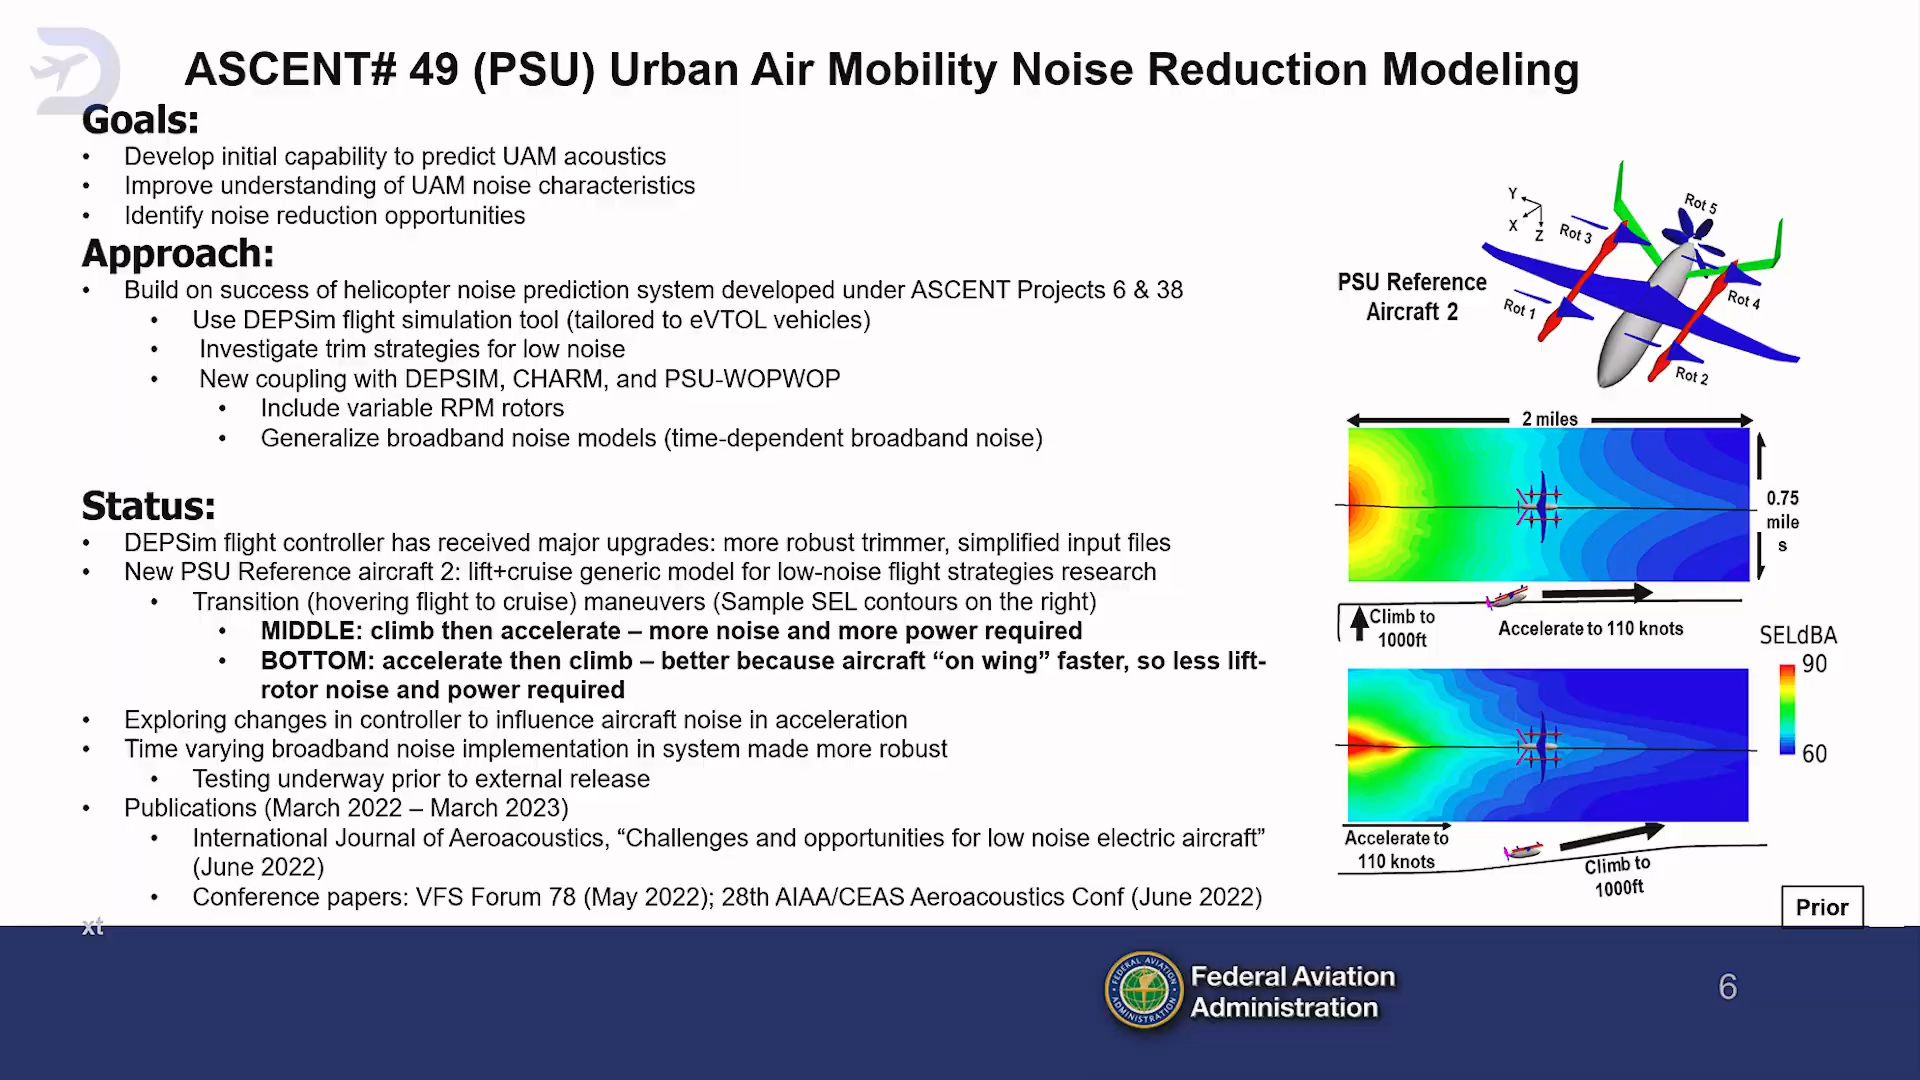 ASCENT# 49 (PSU) Urban Air Mobility Noise Reduction Modeling
Goals:
• Develop initial capability to predict UAM acoustics
• Improve understanding of UAM noise characteristics
• Identify noise reduction opportunities
Approach:
• Build on success of helicopter noise prediction system developed under ASCENT Projects 6 & 38
• Use DEPSim flight simulation tool (tailored to eVTOL vehicles)
• Investigate trim strategies for low noise
• New coupling with DEPSIM, CHARM, and PSU-WOPWOP
• Include variable RPM rotors
• Generalize broadband noise models (time-dependent broadband noise)
Status:
• DEPSim flight controller has received major upgrades: more robust trimmer, simplified input files
• New PSU Reference aircraft 2: lift+cruise generic model for low-noise flight strategies research
• Transition (hovering flight to cruise) maneuvers (Sample SEL contours on the right)
• MIDDLE: climb then accelerate – more noise and more power required
• BOTTOM: accelerate then climb – better because aircraft “on wing” faster, so less lift-
rotor noise and power required
• Exploring changes in controller to influence aircraft noise in acceleration
• Time varying broadband noise implementation in system made more robust
• Testing underway prior to external release
• Publications (March 2022 – March 2023)
• International Journal of Aeroacoustics, “Challenges and opportunities for low noise electric aircraft”
(June 2022)
• Conference papers: VFS Forum 78 (May 2022); 28th AIAA/CEAS Aeroacoustics Conf (June 2022)
xt
PSU Reference
Aircraft 2
Y
X
Z
Rot 5
Rot 3
Rot 4
Rot 1
Rot 2
2 miles
0.75
mile
s
Climb to
1000ft
Accelerate to 110 knots
SELdBA
90
60
Accelerate to
110 knots
Climb to
1000ft
Prior
Federal Aviation
Administration
6